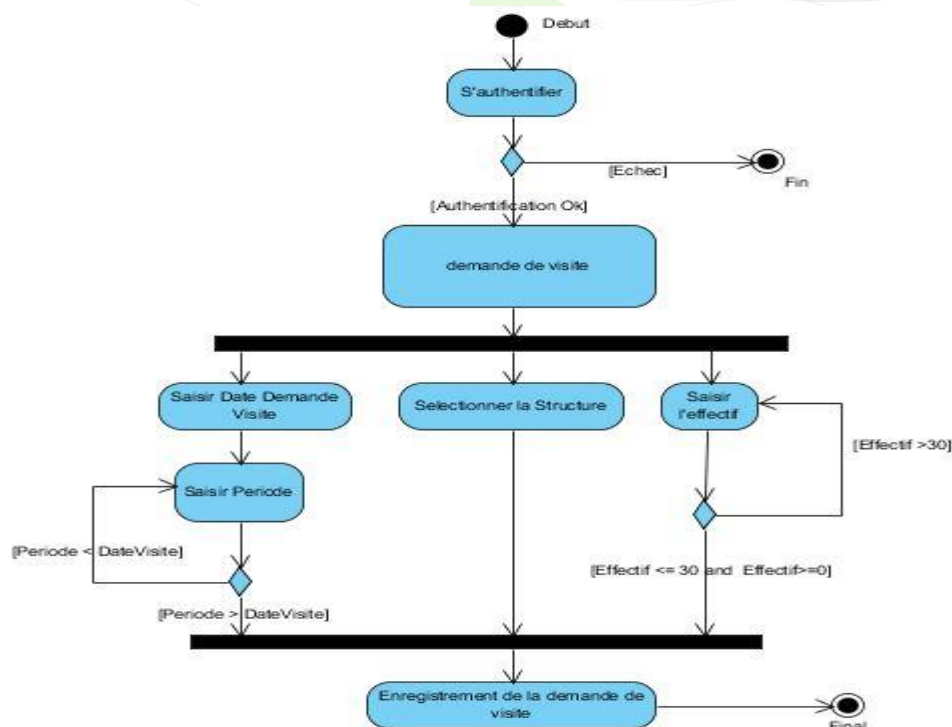 Debut
S'authentifier
[Echec]
Fin
[Authentification Ok]
demande de visite
Saisir Date Demande
Visite
Selectionner la Structure
Saisir
l'effectif
[Effectif >30]
Saisir Periode
[Periode < DateVisite]
[Effectif <= 30 and Effectif>=0]
[Periode > DateVisite]
Enregistrement de la demande de
visite
Final